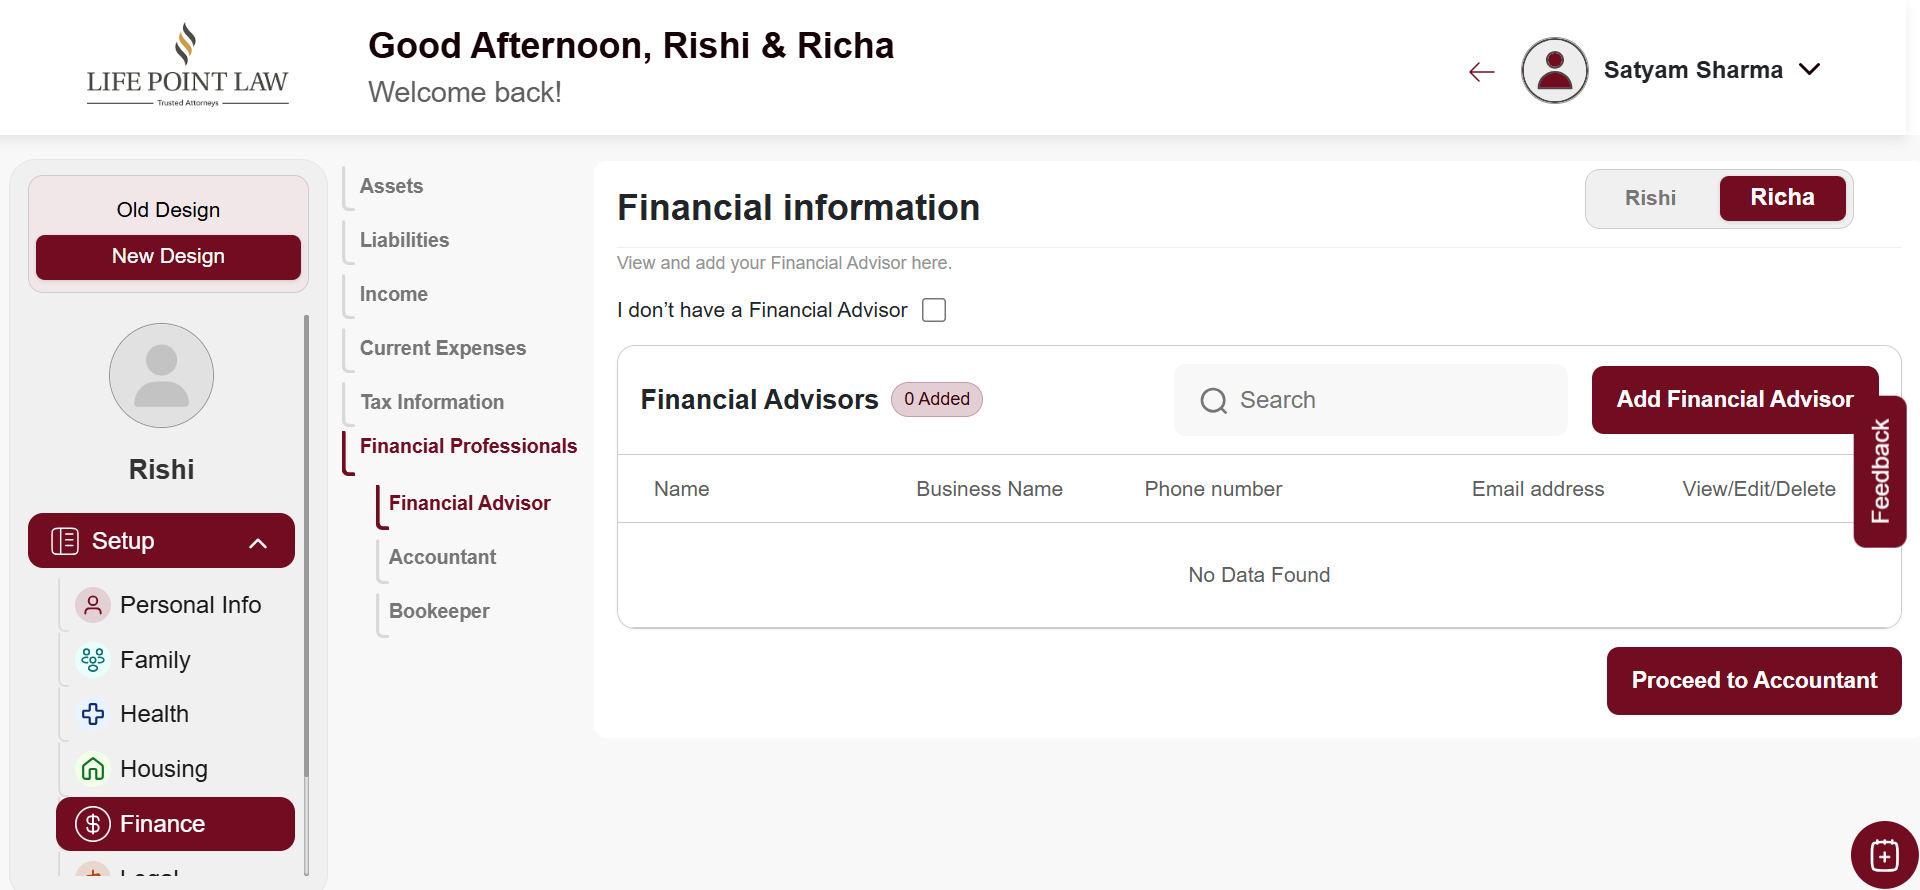 LIFE POINT LAW
Trusted Attorneys
Good Afternoon, Rishi & Richa
Welcome back!
Satyam Sharma
Old Design
New Design
Rishi
Setup
Personal Info
Family
Health
Housing
Finance
Legal
Assets
Liabilities
Income
Current Expenses
Tax Information
Financial Professionals
Financial Advisor
Accountant
Bookeeper
Financial information
Rishi
Richa
View and add your Financial Advisor here.
I don’t have a Financial Advisor
Financial Advisors
0 Added
Search
Add Financial Advisor
Name Business Name Phone number Email address View/Edit/Delete
No Data Found
Proceed to Accountant
Feedback